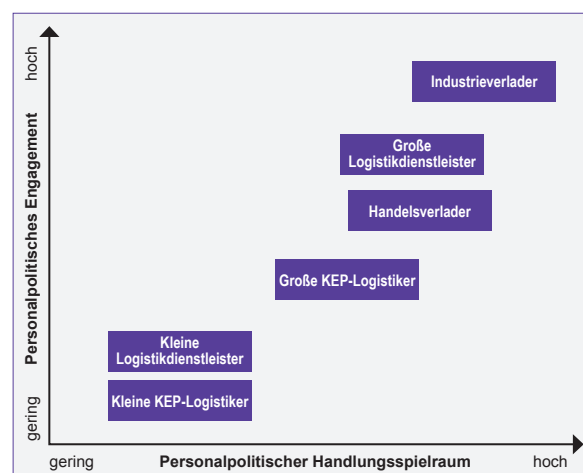 hoch
Industrieverlader
Große
Logistikdienstleister
Handelsverlader
Personalpolitisches Engagement
Große KEP-Logistiker
Kleine
Logistikdienstleister
Kleine KEP-Logistiker
gering
gering
Personalpolitischer Handlungsspielraum
hoch